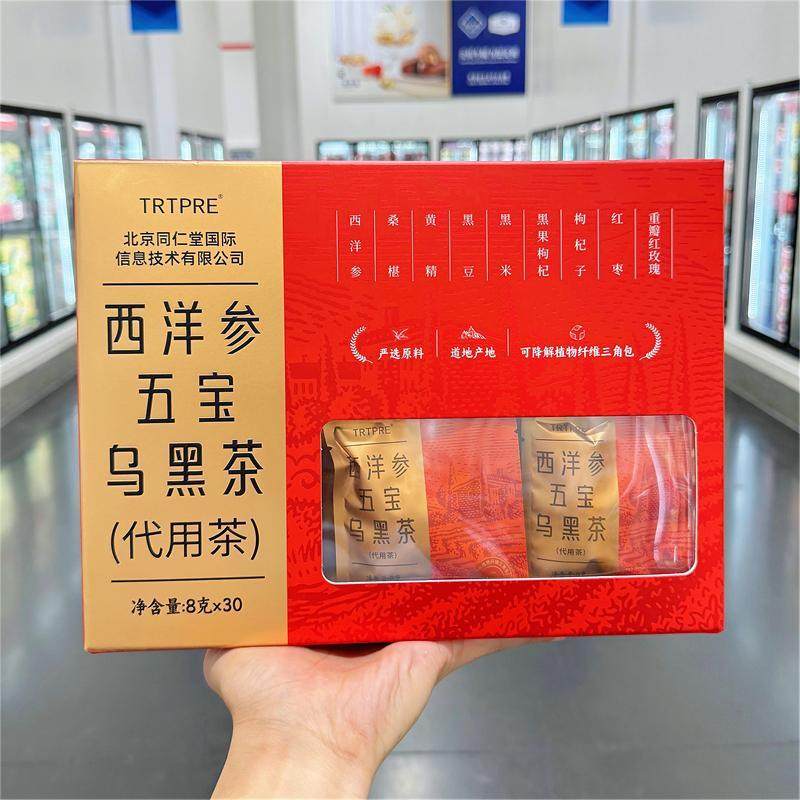 TRTPRE®
北京同仁堂国际
信息技术有限公司
西洋参
五宝
乌黑茶
(代用茶)
净含量:8克x30
西洋参
桑椹
黄精
黑豆
黑米
黑果枸杞
枸杞子
红枣
重瓣红玫瑰
严选原料
道地产地
可降解植物纤维三角包
TRTPRE®
西洋参
五宝
乌黑茶
(代用茶)
TRTPRE®
西洋参
五宝
乌黑茶
(代用茶)